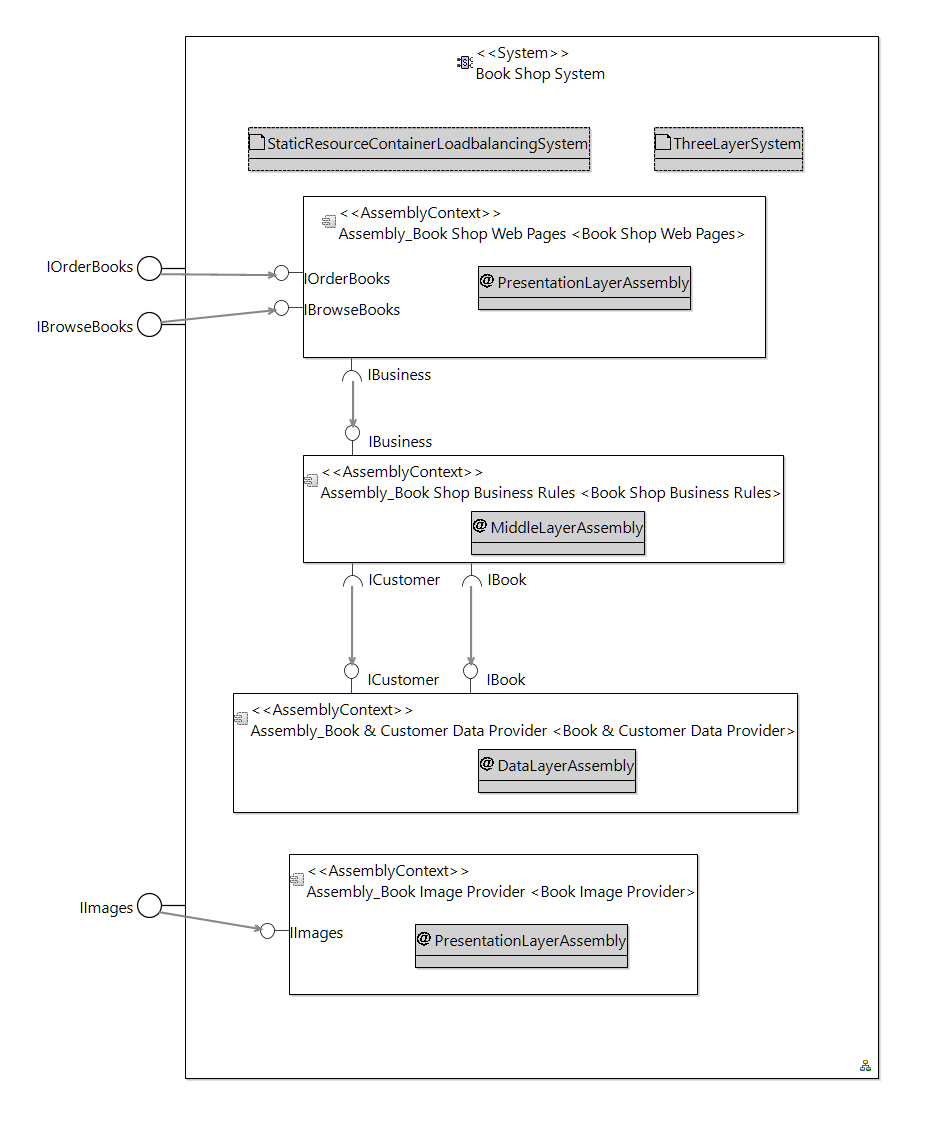 <<System>>
Book Shop System
StaticResourceContainerLoadbalancingSystem
ThreeLayerSystem
<<AssemblyContext>>
Assembly_Book Shop Web Pages <Book Shop Web Pages>
IOrderBooks
IOrderBooks
@ PresentationLayerAssembly
IBrowseBooks
IBrowseBooks
IBusiness
IBusiness
<<AssemblyContext>>
Assembly_Book Shop Business Rules <Book Shop Business Rules>
@ MiddleLayerAssembly
ICustomer
IBook
ICustomer
IBook
<<AssemblyContext>>
Assembly_Book & Customer Data Provider <Book & Customer Data Provider>
@ DataLayerAssembly
<<AssemblyContext>>
Assembly_Book Image Provider <Book Image Provider>
IImages
IImages
@ PresentationLayerAssembly